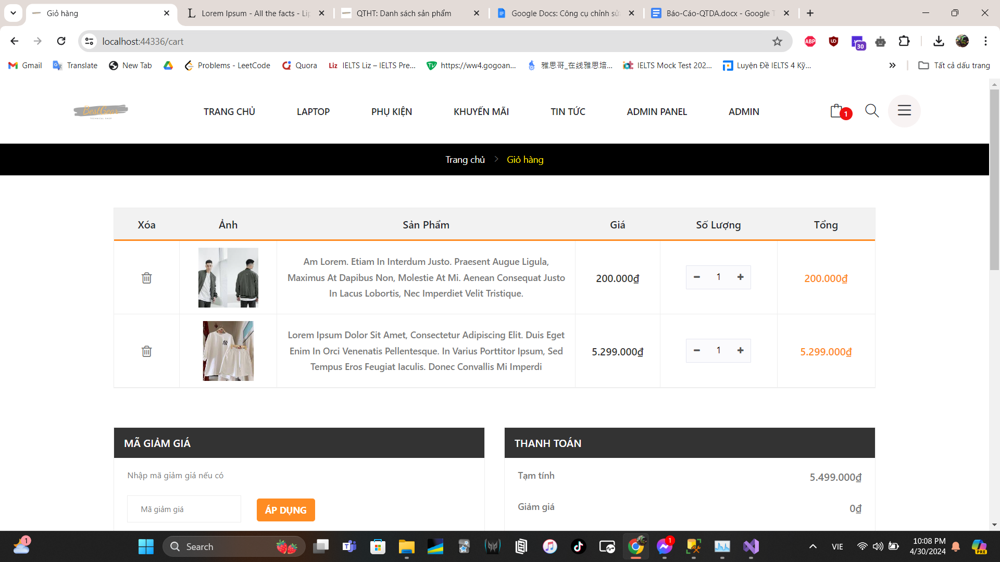 Giỏ hàng
Lorem Ipsum - All the facts - Lip
QTHT: Danh sách sản phẩm
Google Docs: Công cụ chỉnh sử
Báo-Cáo-QTDA.docx - Google T
localhost:44336/cart
ABP
30
Gmail
Translate
New Tab
Problems - LeetCode
Quora
Liz IELTS Liz – IELTS Pre...
https://ww4.gogoan...
雅思哥_在线雅思培...
IELTS Mock Test 202...
Luyện Đề IELTS 4 Kỹ...
Tất cả dấu trang
BestGear
TECHNICAL SHOP
TRANG CHỦ
LAPTOP
PHỤ KIỆN
KHUYẾN MÃI
TIN TỨC
ADMIN PANEL
ADMIN
1
Trang chủ > Giỏ hàng
Xóa Ảnh Sản Phẩm Giá Số Lượng Tổng
Am Lorem. Etiam In Interdum Justo. Praesent Augue Ligula,
Maximus At Dapibus Non, Molestie At Mi. Aenean Consequat Justo
In Lacus Lobortis, Nec Imperdiet Velit Tristique.
200.000₫
- 1 +
200.000₫
Lorem Ipsum Dolor Sit Amet, Consectetur Adipiscing Elit. Duis Eget
Enim In Orci Venenatis Pellentesque. In Varius Porttitor Ipsum, Sed
Tempus Eros Feugiat Iaculis. Donec Convallis Mi Imperdi
5.299.000₫
- 1 +
5.299.000₫
MÃ GIẢM GIÁ
Nhập mã giảm giá nếu có
Mã giảm giá
ÁP DỤNG
THANH TOÁN
Tạm tính 5.499.000₫
Giảm giá 0₫
1
Search
1
VIE
10:08 PM
4/30/2024
PRE